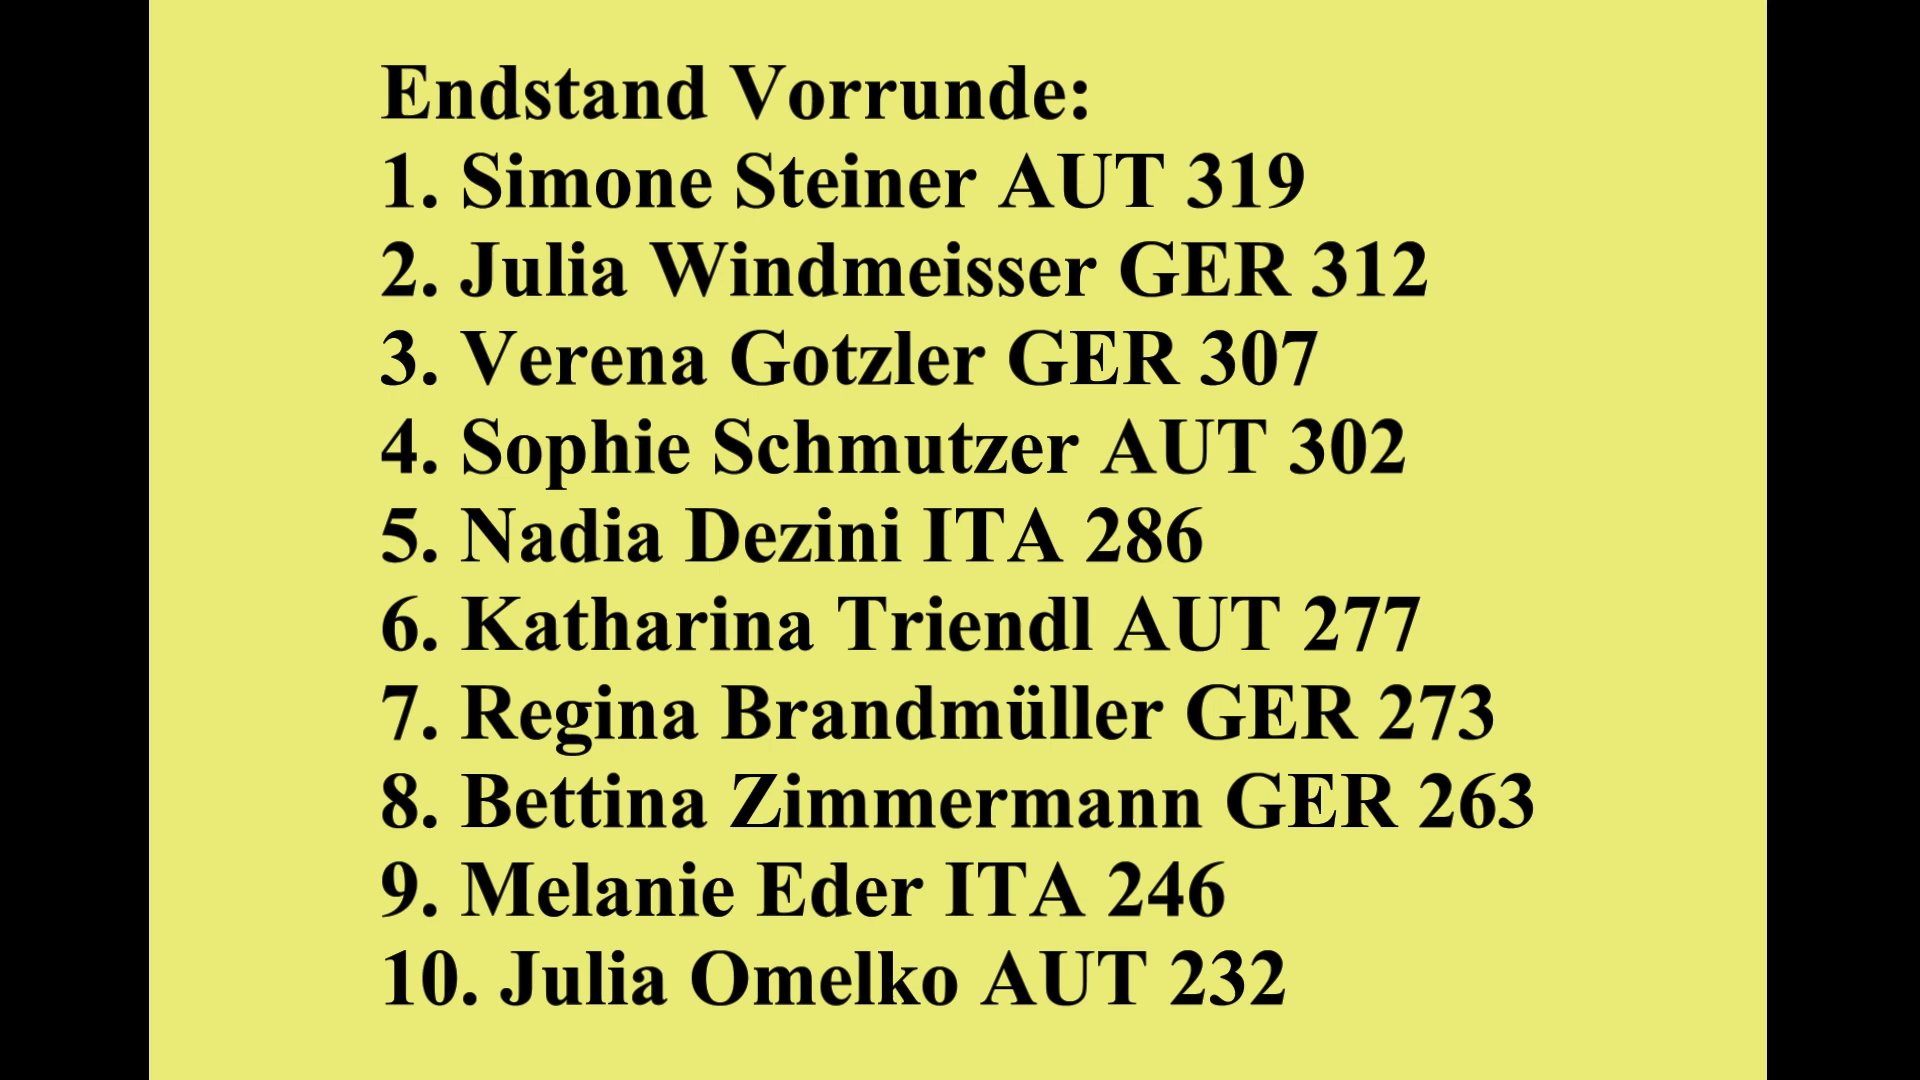 Endstand Vorrunde:
1. Simone Steiner AUT 319
2. Julia Windmeisser GER 312
3. Verena Gotzler GER 307
4. Sophie Schmutzer AUT 302
5. Nadia Dezini ITA 286
6. Katharina Triendl AUT 277
7. Regina Brandmüller GER 273
8. Bettina Zimmermann GER 263
9. Melanie Eder ITA 246
10. Julia Omelko AUT 232